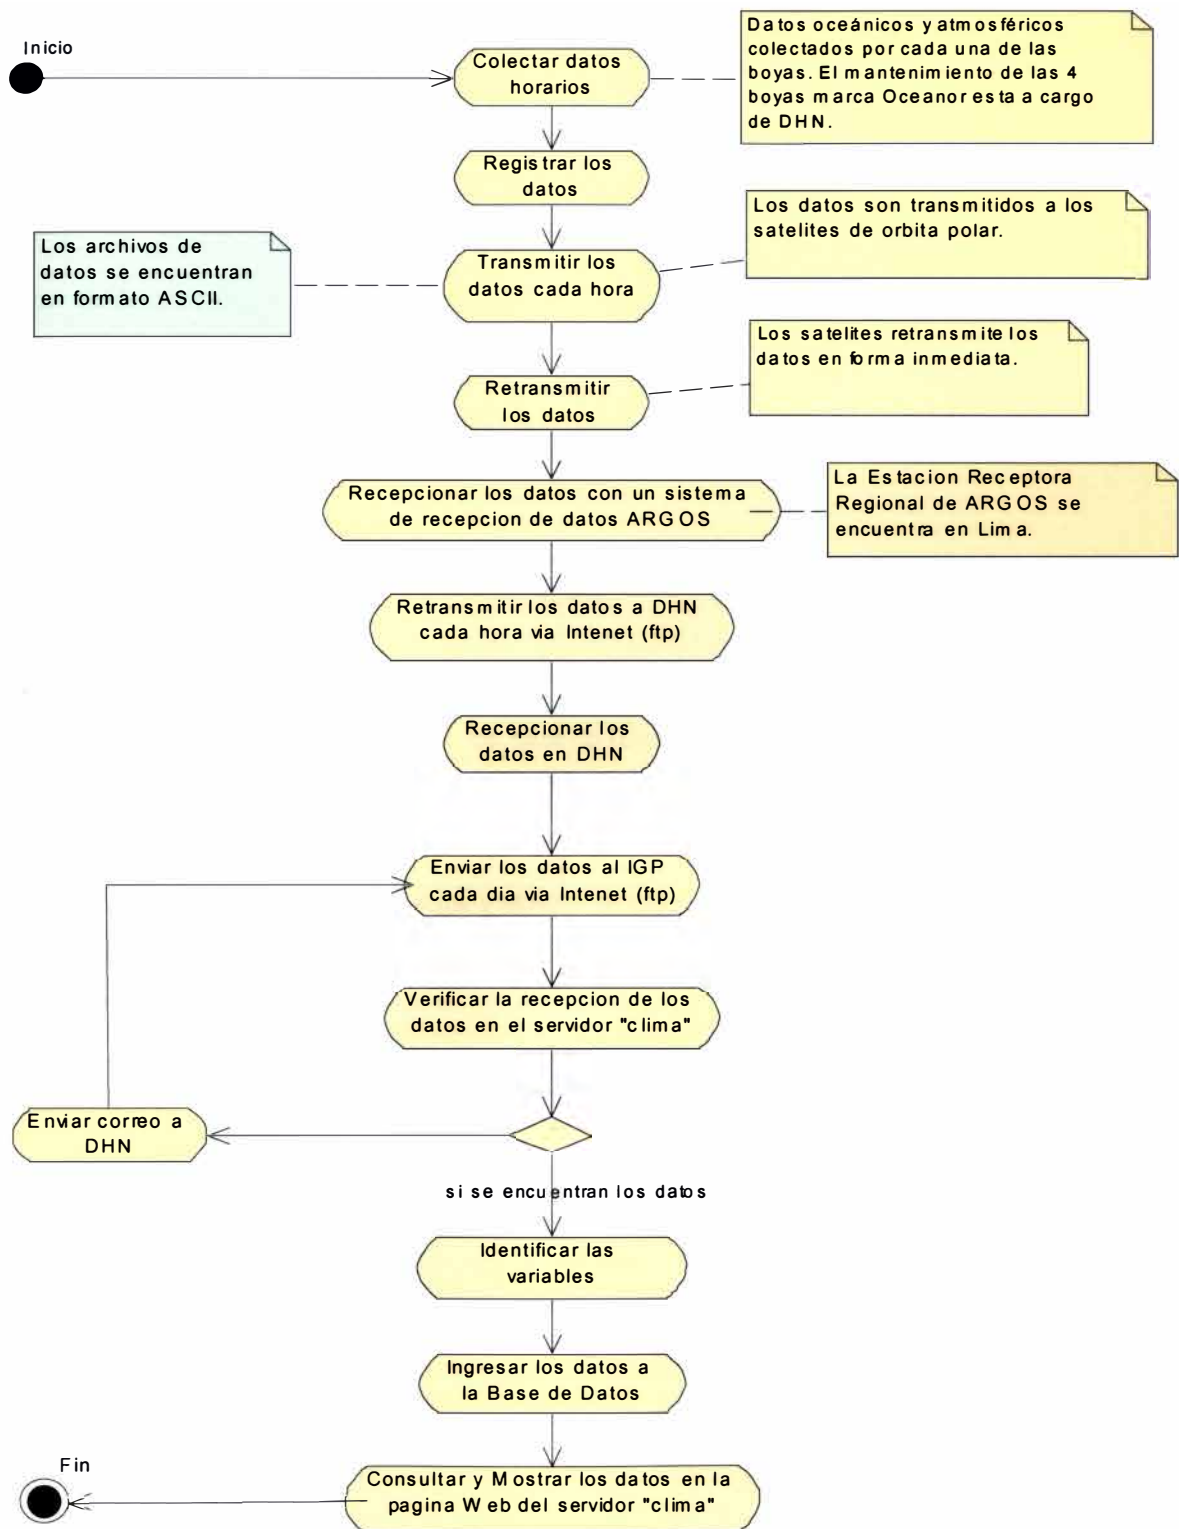 Inicio
Colectar datos
horarios
Datos oceánicos y atmosféricos
colectados por cada una de las
boyas. El mantenimiento de las 4
boyas marca Oceanor esta a cargo
de DHN.
Registrar los
datos
Los datos son transmitidos a los
satelites de orbita polar.
Los archivos de
datos se encuentran
en formato ASCII.
Transmitir los
datos cada hora
Los satelites retransmite los
datos en forma inmediata.
Retransmitir
los datos
Recepcionar los datos con un sistema
de recepcion de datos ARGOS
La Estacion Receptora
Regional de ARGOS se
encuentra en Lima.
Retransmitir los datos a DHN
cada hora via Intenet (ftp)
Recepcionar los
datos en DHN
Enviar los datos al IGP
cada dia via Intenet (ftp)
Verificar la recepcion de los
datos en el servidor "clima"
Enviar correo a
DHN
si se encuentran los datos
Identificar las
variables
Ingresar los datos a
la Base de Datos
Fin
Consultar y Mostrar los datos en la
pagina Web del servidor "clima"